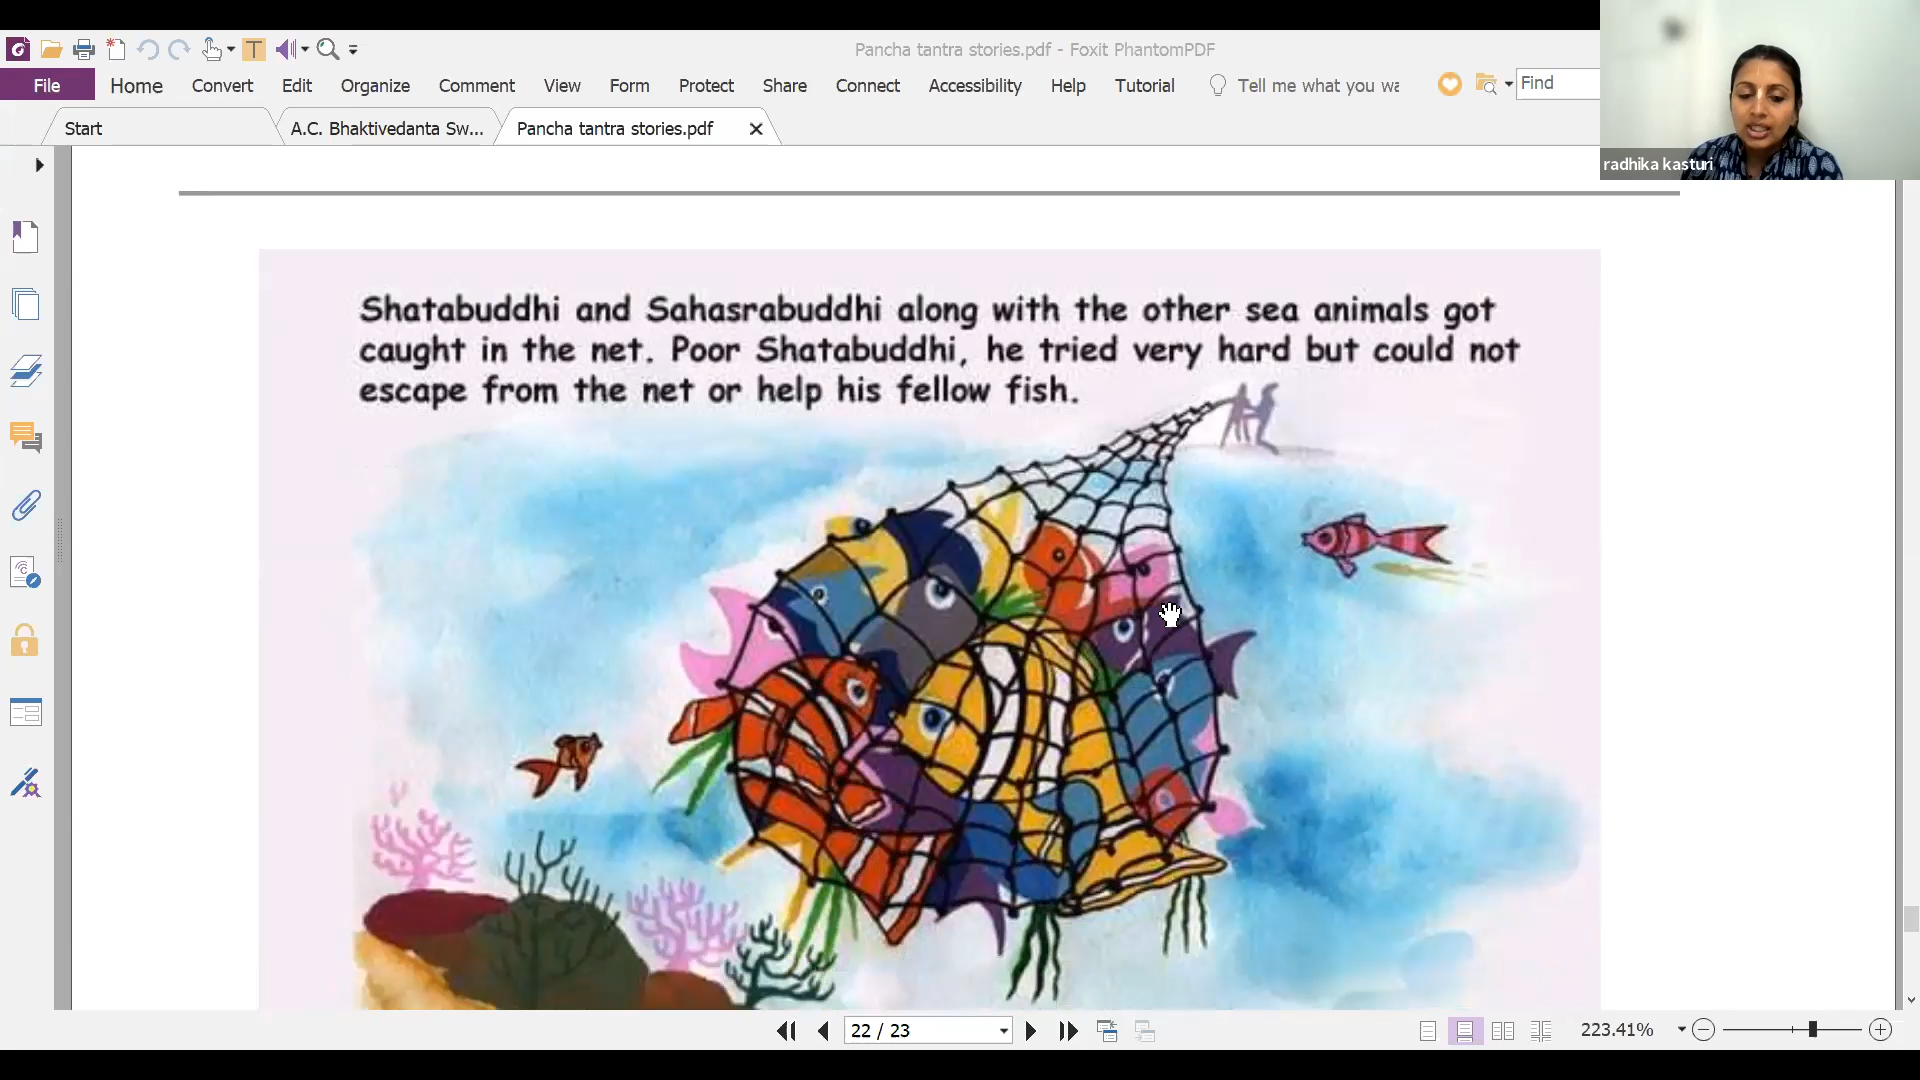 Pancha tantra stories.pdf - Foxit PhantomPDF
File Home Convert Edit Organize Comment View Form Protect Share Connect Accessibility Help Tutorial Tell me what you wa Find
Start A.C. Bhaktivedanta Sw... Pancha tantra stories.pdf
radhika kasturi
Shatabuddhi and Sahasrabuddhi along with the other sea animals got
caught in the net. Poor Shatabuddhi, he tried very hard but could not
escape from the net or help his fellow fish.
22 / 23 223.41%